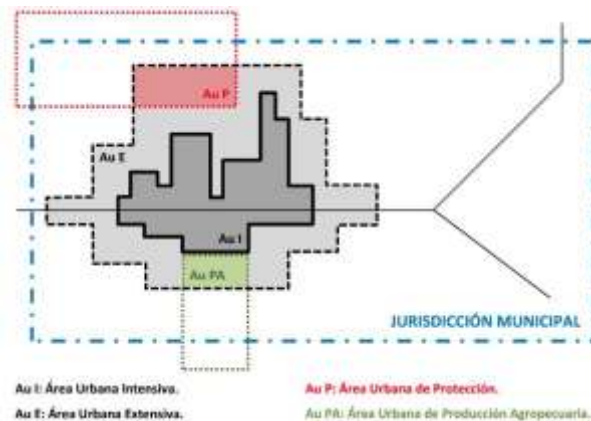 Au P
Au E
Au I
Au PA
JURISDICCIÓN MUNICIPAL
Au I: Área Urbana Intensiva.
Au P: Área Urbana de Protección.
Au E: Área Urbana Extensiva.
Au PA: Área Urbana de Producción Agropecuaria.